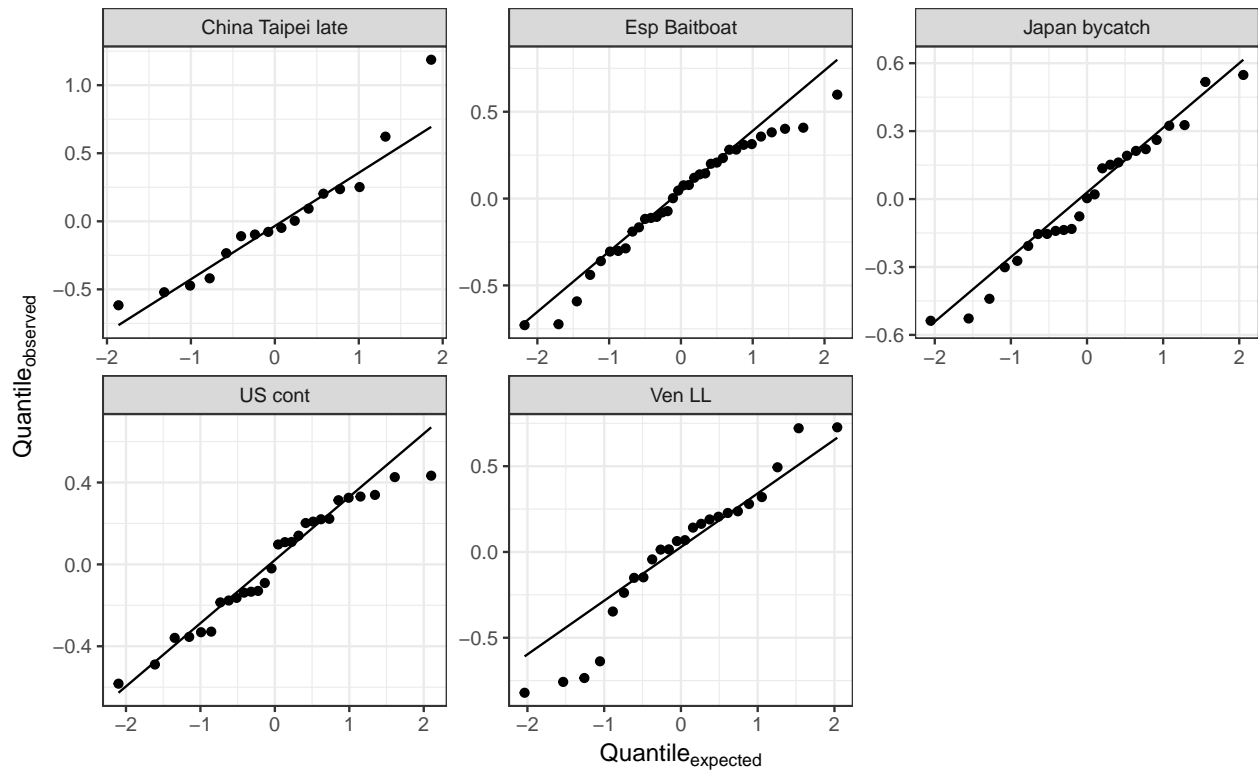 China Taipei late
Esp Baitboat
Japan bycatch
1.0
0.5
0.0
−0.5
−2 −1 0 1 2
0.5
0.0
−0.5
−2 −1 0 1 2
0.6
0.3
0.0
−0.3
−0.6
−2 −1 0 1 2
US cont
Ven LL
0.4
0.0
−0.4
−2 −1 0 1 2
0.5
0.0
−0.5
−2 −1 0 1 2
Quantile_observed
Quantile_expected